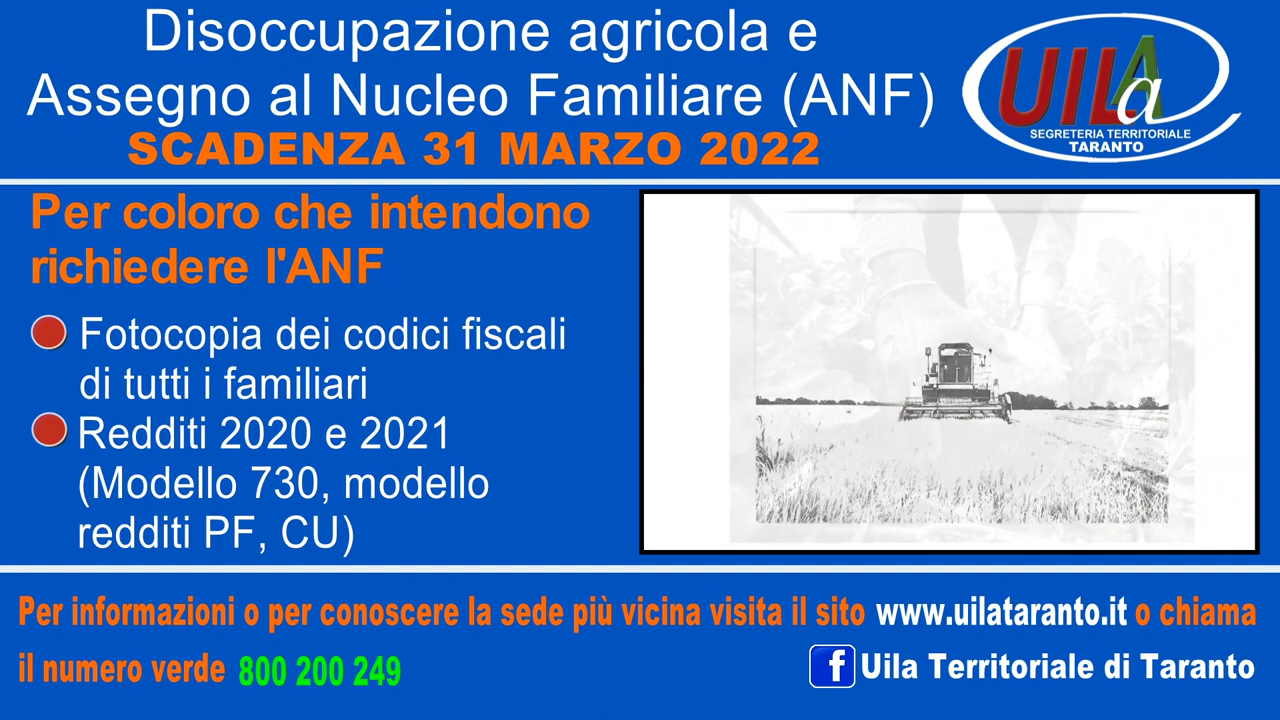 Disoccupazione agricola e
Assegno al Nucleo Familiare (ANF)
SCADENZA 31 MARZO 2022
UILA
a
SEGRETERIA TERRITORIALE
TARANTO
Per coloro che intendono
richiedere l'ANF
Fotocopia dei codici fiscali
di tutti i familiari
Redditi 2020 e 2021
(Modello 730, modello
redditi PF, CU)
Per informazioni o per conoscere la sede più vicina visita il sito www.uilataranto.it o chiama
il numero verde 800 200 249
f Uila Territoriale di Taranto